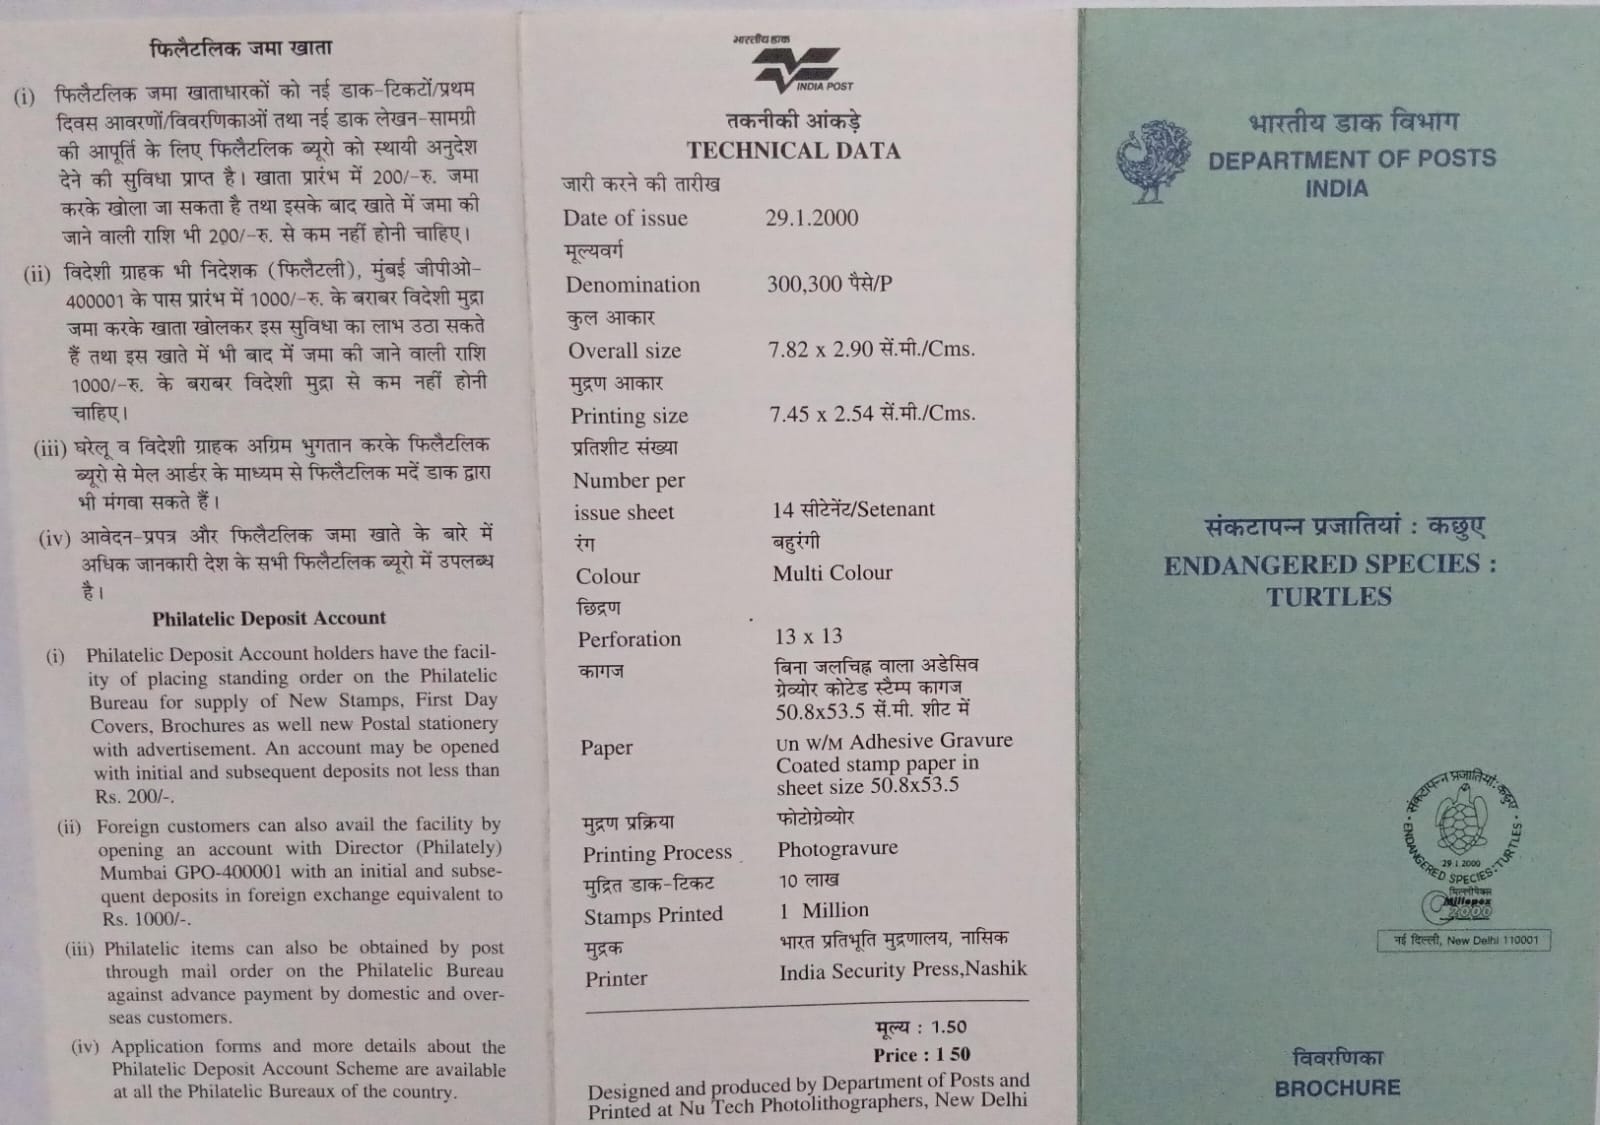 फिलैटलिक जमा खाता
(i) फिलैटलिक जमा खाताधारकों को नई डाक-टिकटों/प्रथम
दिवस आवरणों/विवरणिकाओं तथा नई डाक लेखन-सामग्री
की आपूर्ति के लिए फिलैटलिक ब्यूरो को स्थायी अनुदेश
देने की सुविधा प्राप्त है। खाता प्रारंभ में 200/-रु. जमा
करके खोला जा सकता है तथा इसके बाद खाते में जमा की
जाने वाली राशि भी 200/-रु. से कम नहीं होनी चाहिए।
(ii) विदेशी ग्राहक भी निदेशक (फिलैटली), मुंबई जीपीओ-
400001 के पास प्रारंभ में 1000/-रु. के बराबर विदेशी मुद्रा
जमा करके खाता खोलकर इस सुविधा का लाभ उठा सकते
हैं तथा इस खाते में भी बाद में जमा की जाने वाली राशि
1000/-रु. के बराबर विदेशी मुद्रा से कम नहीं होनी
चाहिए।
(iii) घरेलू व विदेशी ग्राहक अग्रिम भुगतान करके फिलैटलिक
ब्यूरो से मेल आर्डर के माध्यम से फिलैटलिक मदें डाक द्वारा
भी मंगवा सकते हैं।
(iv) आवेदन-प्रपत्र और फिलैटलिक जमा खाते के बारे में
अधिक जानकारी देश के सभी फिलैटलिक ब्यूरो में उपलब्ध
है।
Philatelic Deposit Account
(i) Philatelic Deposit Account holders have the facil-
ity of placing standing order on the Philatelic
Bureau for supply of New Stamps, First Day
Covers, Brochures as well new Postal stationery
with advertisement. An account may be opened
with initial and subsequent deposits not less than
Rs. 200/-.
(ii) Foreign customers can also avail the facility by
opening an account with Director (Philately)
Mumbai GPO-400001 with an initial and subse-
quent deposits in foreign exchange equivalent to
Rs. 1000/-.
(iii) Philatelic items can also be obtained by post
through mail order on the Philatelic Bureau
against advance payment by domestic and over-
seas customers.
(iv) Application forms and more details about the
Philatelic Deposit Account Scheme are available
at all the Philatelic Bureaux of the country.
भारतीय डाक
INDIA POST
तकनीकी आंकड़े
TECHNICAL DATA
जारी करने की तारीख
Date of issue 29.1.2000
मूल्यवर्ग
Denomination 300,300 पैसे/P
कुल आकार
Overall size 7.82 x 2.90 सें.मी./Cms.
मुद्रण आकार
Printing size 7.45 x 2.54 सें.मी./Cms.
प्रतिशीट संख्या
Number per
issue sheet 14 सीटेनेंट/Setenant
रंग बहुरंगी
Colour Multi Colour
छिद्रण
Perforation 13 x 13
कागज बिना जलचिह्न वाला अडेसिव
ग्रेव्योर कोटेड स्टैम्प कागज
50.8x53.5 सें.मी. शीट में
Paper Un W/M Adhesive Gravure
Coated stamp paper in
sheet size 50.8x53.5
मुद्रण प्रक्रिया फोटोग्रेव्योर
Printing Process Photogravure
मुद्रित डाक-टिकट 10 लाख
Stamps Printed 1 Million
मुद्रक भारत प्रतिभूति मुद्रणालय, नासिक
Printer India Security Press,Nashik
मूल्य : 1.50
Price : 1 50
Designed and produced by Department of Posts and
Printed at Nu Tech Photolithographers, New Delhi
भारतीय डाक विभाग
DEPARTMENT OF POSTS
INDIA
संकटापन्न प्रजातियां : कछुए
ENDANGERED SPECIES :
TURTLES
संकटापन्न प्रजातियां: कछुए
29.1.2000
ENDANGERED SPECIES: TURTLES
मिल्लीपेक्स
Millepex
2000
नई दिल्ली, New Delhi 110001
विवरणिका
BROCHURE